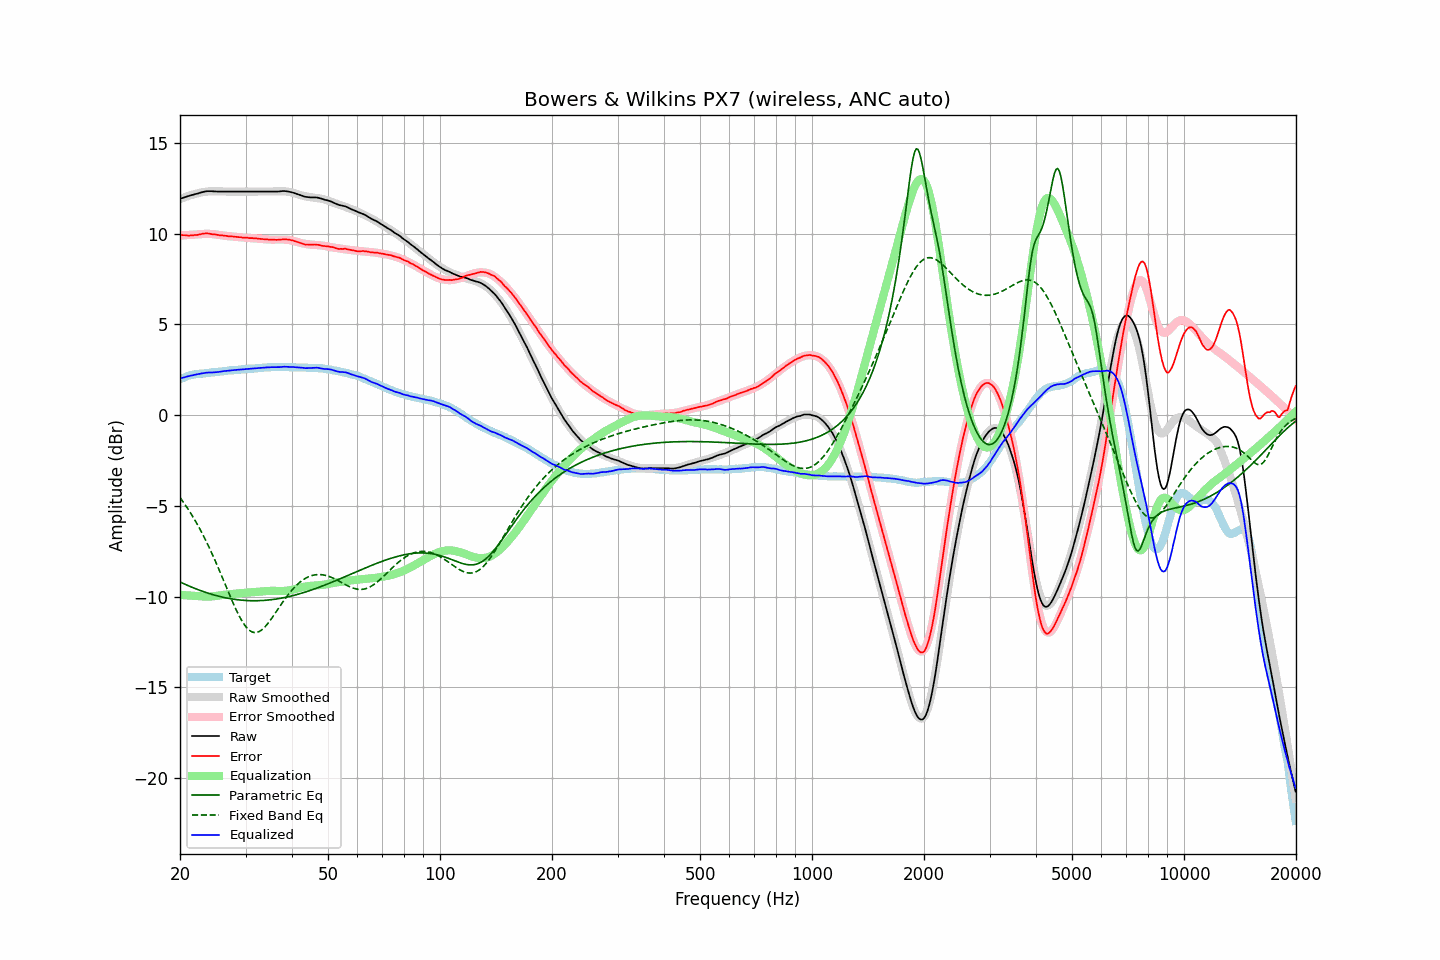 Bowers & Wilkins PX7 (wireless, ANC auto)
15
10
5
0
−5
−10
−15
−20
Amplitude (dBr)
Target
Raw Smoothed
Error Smoothed
Raw
Error
Equalization
Parametric Eq
Fixed Band Eq
Equalized
20
50
100
200
500
1000
2000
5000
10000
20000
Frequency (Hz)